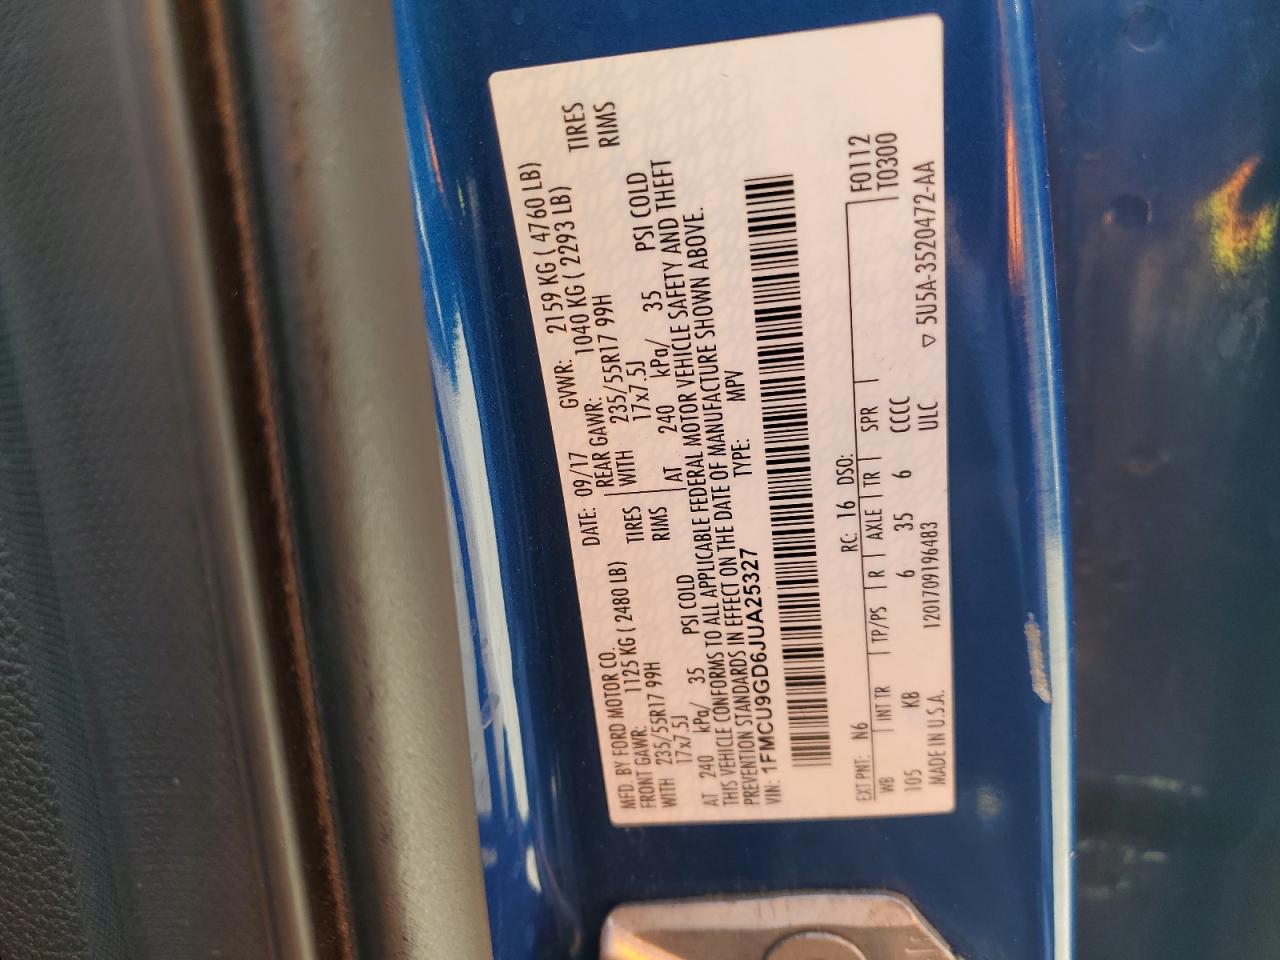 MFD. BY FORD MOTOR CO.
DATE: 09/17 GVWR: 2159 KG ( 4760 LB)
FRONT GAWR: 1125 KG ( 2480 LB) REAR GAWR: 1040 KG ( 2293 LB)
WITH 235/55R17 99H TIRES WITH 235/55R17 99H TIRES
17x7.5J RIMS 17x7.5J RIMS
AT 240 kPa/ 35 PSI COLD AT 240 kPa/ 35 PSI COLD
THIS VEHICLE CONFORMS TO ALL APPLICABLE FEDERAL MOTOR VEHICLE SAFETY AND THEFT
PREVENTION STANDARDS IN EFFECT ON THE DATE OF MANUFACTURE SHOWN ABOVE.
VIN: 1FMCU9GD6JUA25327 TYPE: MPV
EXT PNT: N6 RC: 16 DSO: F0112
WB INT TR TP/PS R AXLE TR SPR T0300
105 KB 6 35 6 CCCC
MADE IN U.S.A. 1201709196483 ULC ▽ 5U5A-3520472-AA